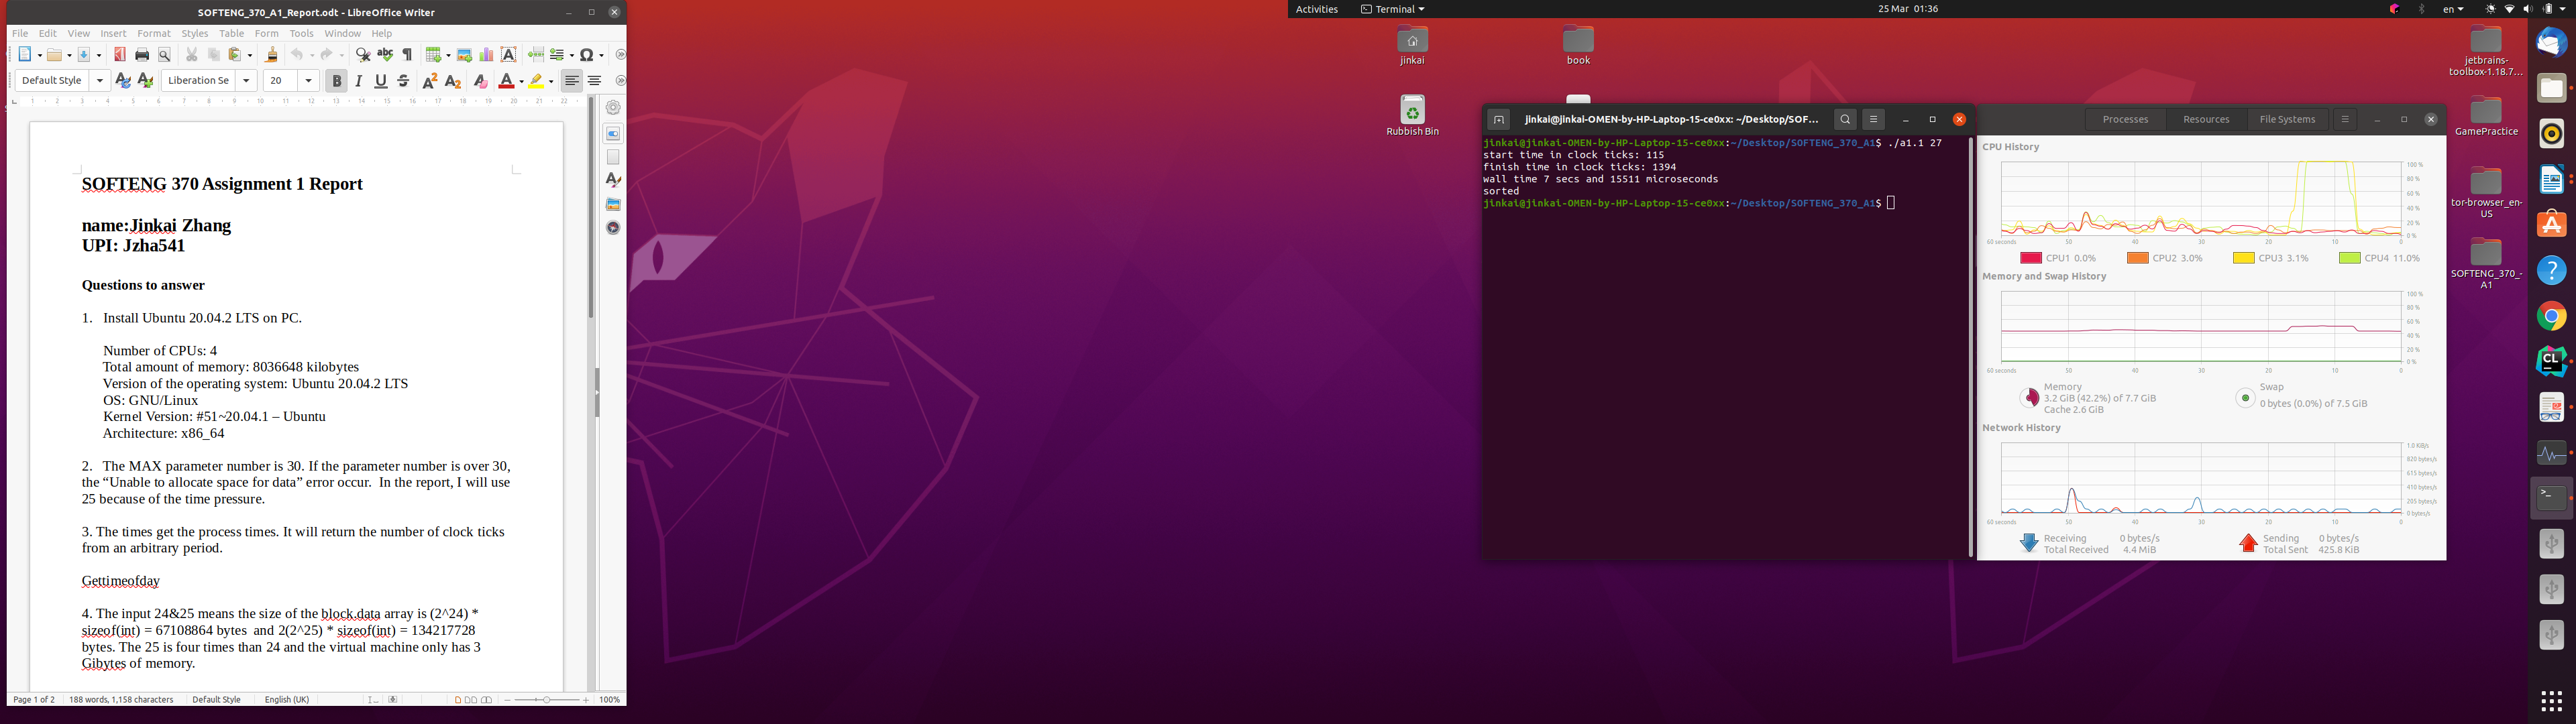 SOFTENG_370_A1_Report.odt - LibreOffice Writer
File Edit View Insert Format Styles Table Form Tools Window Help
Default Style
Liberation Se
20
SOFTENG 370 Assignment 1 Report
name:Jinkai Zhang
UPI: Jzha541
Questions to answer
1. Install Ubuntu 20.04.2 LTS on PC.
Number of CPUs: 4
Total amount of memory: 8036648 kilobytes
Version of the operating system: Ubuntu 20.04.2 LTS
OS: GNU/Linux
Kernel Version: #51~20.04.1 – Ubuntu
Architecture: x86_64
2. The MAX parameter number is 30. If the parameter number is over 30,
the “Unable to allocate space for data” error occur. In the report, I will use
25 because of the time pressure.
3. The times get the process times. It will return the number of clock ticks
from an arbitrary period.
Gettimeofday
4. The input 24&25 means the size of the block.data array is (2^24) *
sizeof(int) = 67108864 bytes and 2(2^25) * sizeof(int) = 134217728
bytes. The 25 is four times than 24 and the virtual machine only has 3
Gibytes of memory.
Page 1 of 2 188 words, 1,158 characters Default Style English (UK) 100%
Activities Terminal 25 Mar 01:36 en
jinkai
book
Rubbish Bin
jinkai@jinkai-OMEN-by-HP-Laptop-15-ce0xx: ~/Desktop/SOF...
jinkai@jinkai-OMEN-by-HP-Laptop-15-ce0xx:~/Desktop/SOFTENG_370_A1$ ./a1.1 27
start time in clock ticks: 115
finish time in clock ticks: 1394
wall time 7 secs and 15511 microseconds
sorted
jinkai@jinkai-OMEN-by-HP-Laptop-15-ce0xx:~/Desktop/SOFTENG_370_A1$
Processes Resources File Systems
CPU History
100 %
80 %
60 %
40 %
20 %
0 %
60 seconds 50 40 30 20 10 0
CPU1 0.0% CPU2 3.0% CPU3 3.1% CPU4 11.0%
Memory and Swap History
100 %
80 %
60 %
40 %
20 %
0 %
60 seconds 50 40 30 20 10 0
Memory
3.2 GiB (42.2%) of 7.7 GiB
Cache 2.6 GiB
Swap
0 bytes (0.0%) of 7.5 GiB
Network History
1.0 KiB/s
820 bytes/s
615 bytes/s
410 bytes/s
205 bytes/s
0 bytes/s
60 seconds 50 40 30 20 10 0
Receiving 0 bytes/s
Total Received 4.4 MiB
Sending 0 bytes/s
Total Sent 425.8 KiB
jetbrains-
toolbox-1.18.7...
GamePractice
tor-browser_en-
US
SOFTENG_370_-
A1
CL